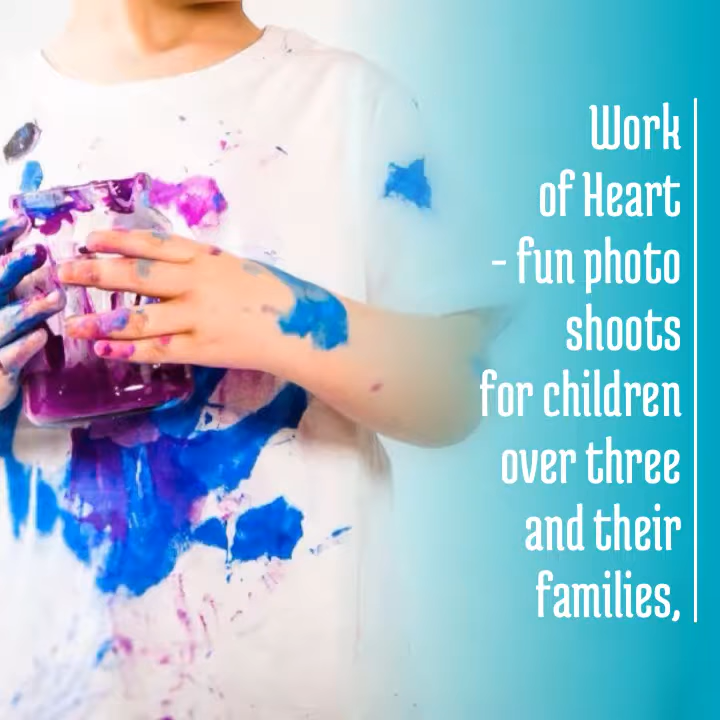 Work
of Heart
- fun photo
shoots
for children
over three
and their
families,